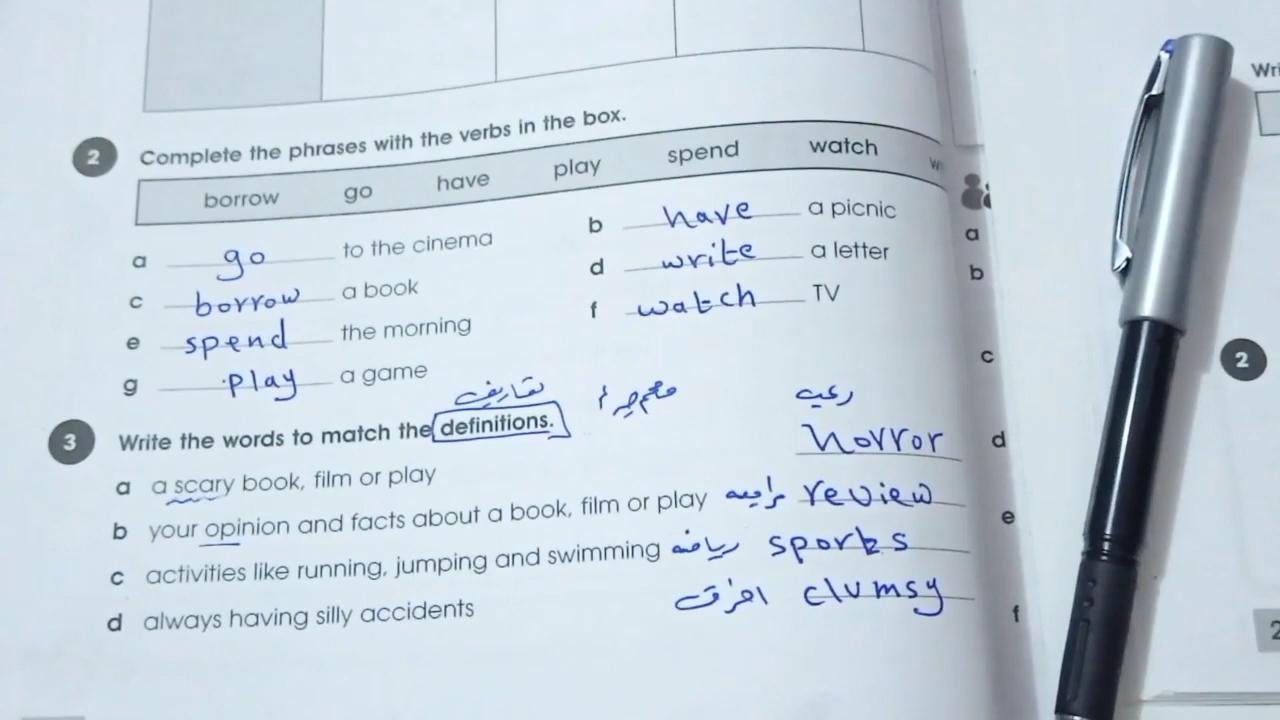 2 Complete the phrases with the verbs in the box.
borrow go have play spend watch w
a go to the cinema
b have a picnic
c borrow a book
d write a letter
e spend the morning
f watch TV
g play a game
تعاريف
3 Write the words to match the definitions.
a a scary book, film or play horror
b your opinion and facts about a book, film or play review
c activities like running, jumping and swimming رياضه sports
d always having silly accidents اخرق clumsy
a
b
c
d
e
f
Wri
2
2